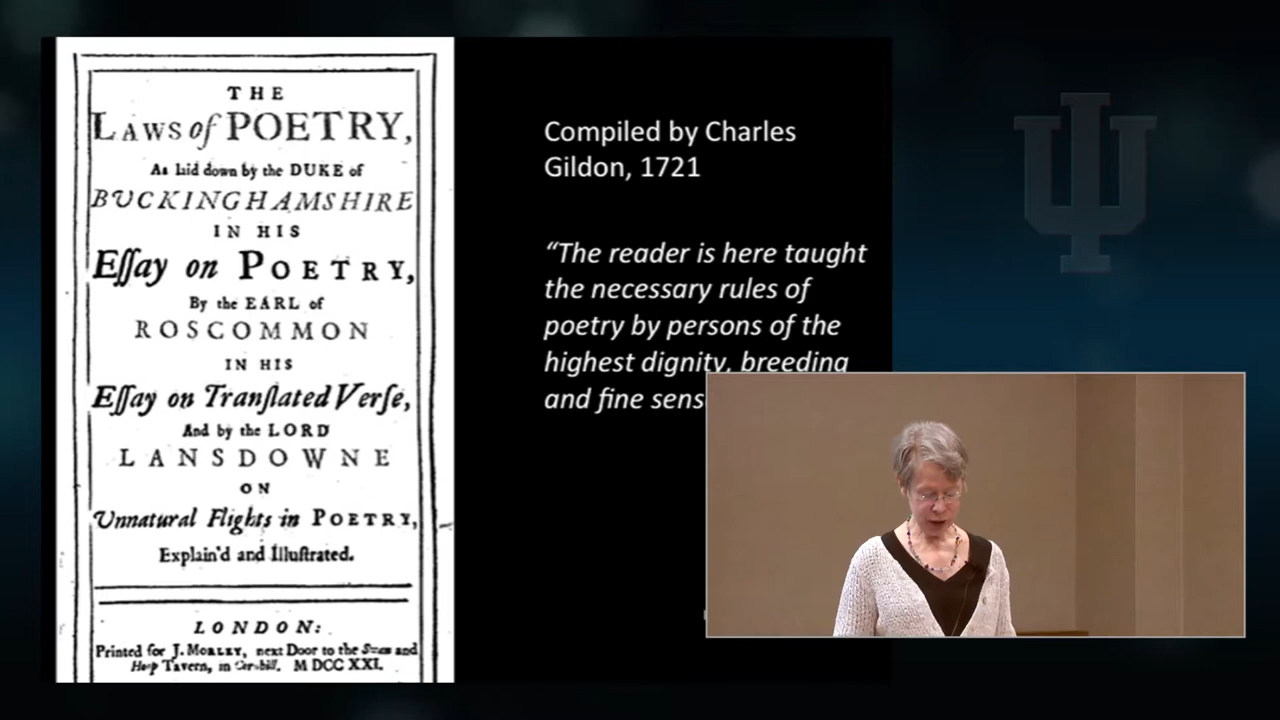 THE
LAWS of POETRY,
As laid down by the DUKE of
BUCKINGHAMSHIRE
IN HIS
Eſſay on POETRY,
By the EARL of
ROSCOMMON
IN HIS
Eſſay on Tranſlated Verſe,
And by the LORD
LANSDOWNE
ON
Unnatural Flights in POETRY,
Explain'd and Illuſtrated.
LONDON:
Printed for J. MORLEY, next Door to the Swan and
Harp Tavern, in Cornhill. M DCC XXI.
Compiled by Charles
Gildon, 1721
“The reader is here taught
the necessary rules of
poetry by persons of the
highest dignity, breeding
and fine sens